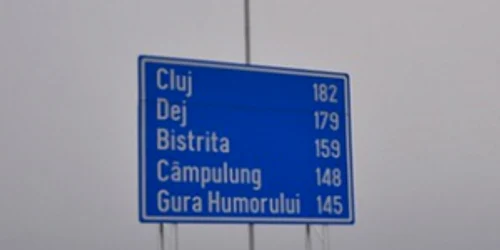 Cluj 182
Dej 179
Bistrita 159
Câmpulung 148
Gura Humorului 145